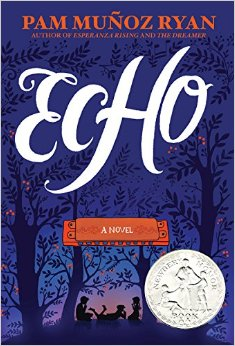 PAM MUÑOZ RYAN
AUTHOR OF ESPERANZA RISING AND THE DREAMER
ECHO
A NOVEL